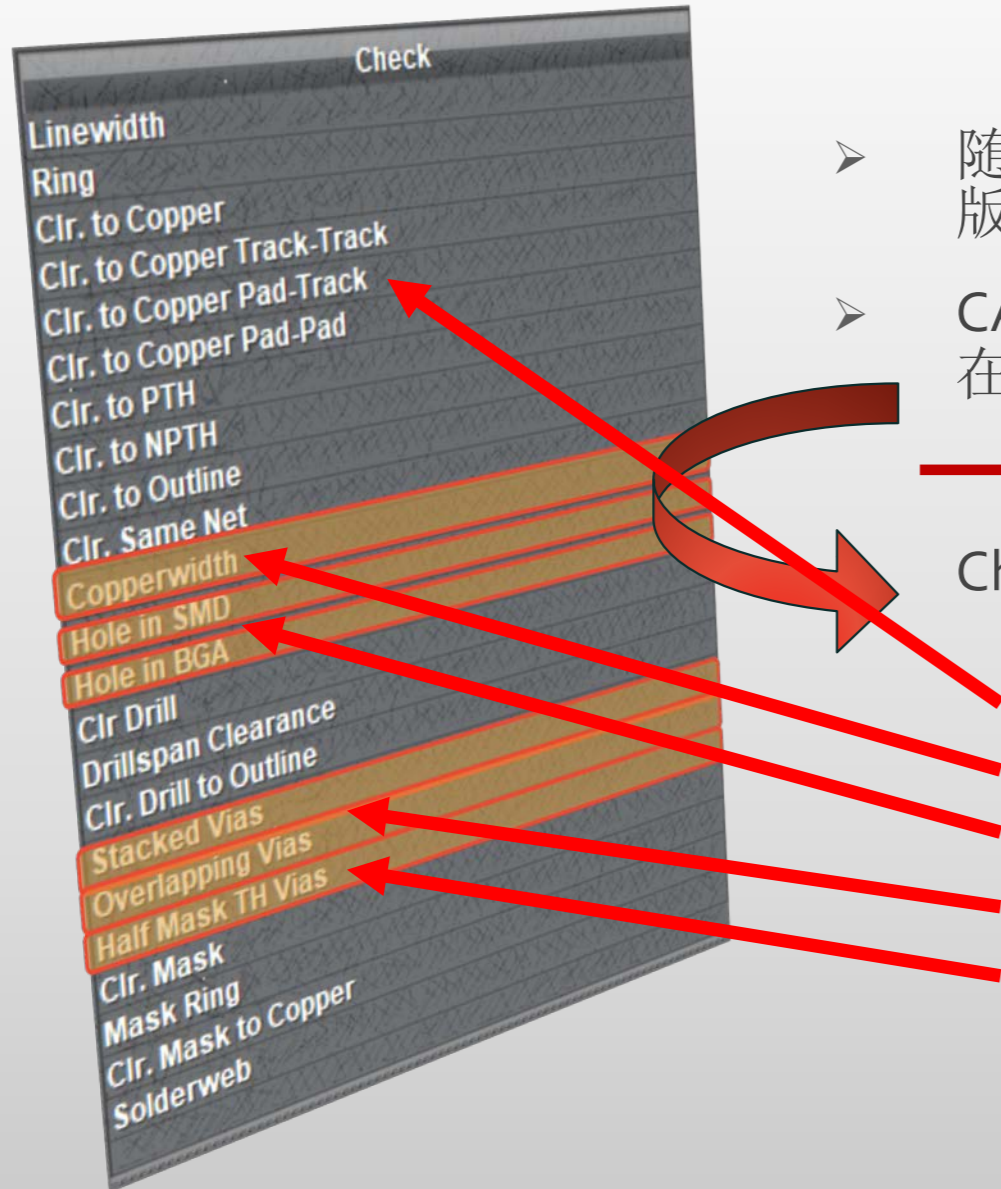 Check
Linewidth
Ring
Clr. to Copper
Clr. to Copper Track-Track
Clr. to Copper Pad-Track
Clr. to Copper Pad-Pad
Clr. to PTH
Clr. to NPTH
Clr. to Outline
Clr. Same Net
Copperwidth
Hole in SMD
Hole in BGA
Clr Drill
Drillspan Clearance
Clr. Drill to Outline
Stacked Vias
Overlapping Vias
Half Mask TH Vias
Clr. Mask
Mask Ring
Clr. Mask to Copper
Solderweb
➢ 随
版
➢ CA
在
Ch